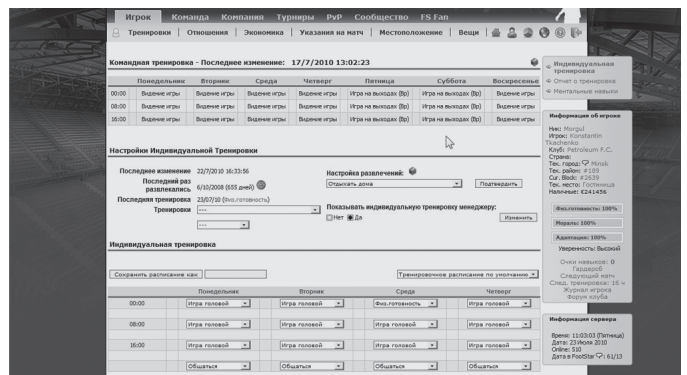 Игрок Команда Компания Турниры PvP Сообщество FS Fan
Тренировки | Отношения | Экономика | Указания на матч | Местоположение | Вещи |
Командная тренировка - Последнее изменение: 17/7/2010 13:02:23
Понедельник Вторник Среда Четверг Пятница Суббота Воскресенье
00:00 Видение игры Видение игры Видение игры Видение игры Игра на выходах (Вр) Игра на выходах (Вр) Видение игры
08:00 Видение игры Видение игры Видение игры Видение игры Игра на выходах (Вр) Игра на выходах (Вр) Видение игры
16:00 Видение игры Видение игры Видение игры Видение игры Игра на выходах (Вр) Игра на выходах (Вр) Видение игры
Настройки Индивидуальной Тренировки
Последнее изменение 22/7/2010 16:33:56
Последний раз развлекались 6/10/2008 (655 дней)
Последняя тренировка 23/07/10 (Физ.готовность)
Тренировки ---
---
Настройка развлечений:
Отдыхать дома Подтвердить
Показывать индивидуальную тренировку менеджеру:
Нет Да Изменить
Индивидуальная тренировка
Сохранить расписание как Тренировочное расписание по умолчанию
Понедельник Вторник Среда Четверг
00:00 Игра головой Игра головой Физ.готовность Игра головой
08:00 Игра головой Игра головой Игра головой Игра головой
16:00 Игра головой Игра головой Игра головой Игра головой
Общаться Общаться Общаться Общаться
Индивидуальная
тренировка
Отчет о тренировке
Ментальные навыки
Информация об игроке
Ник: Morgul
Игрок: Konstantin
Tkachenko
Клуб: Petroleum F.C.
Страна:
Тек. город: Minsk
Тек. район: #189
Cur. Block: #2639
Тек. место: Гостиница
Наличные: €241456
Физ.готовность: 100%
Мораль: 100%
Адаптация: 100%
Уверенность: Высокий
Очки навыков: 0
Гардероб
Следующий матч
След. тренировка: 16 ч
Журнал игрока
Форум клуба
Информация сервера
Время: 11:03:03 (Пятница)
Дата: 23 Июля 2010
Online: 510
Дата в FootStar: 61/13